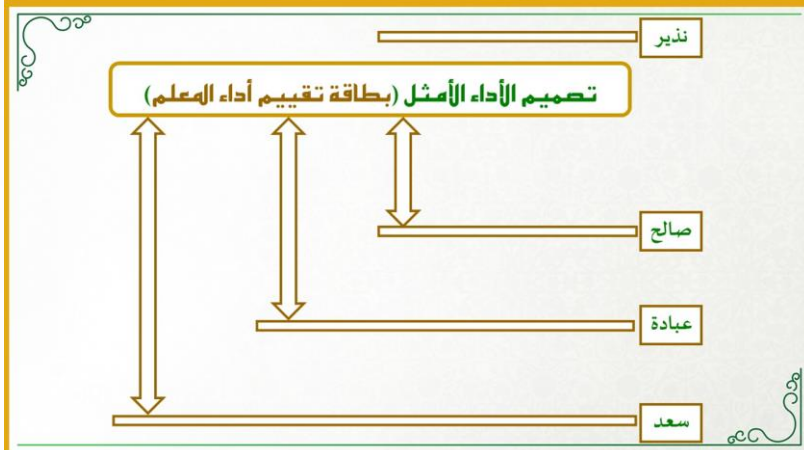 نذير
تصميم الأداء الأمثل (بطاقة تقييم أداء المعلم)
صالح
عبادة
سعد